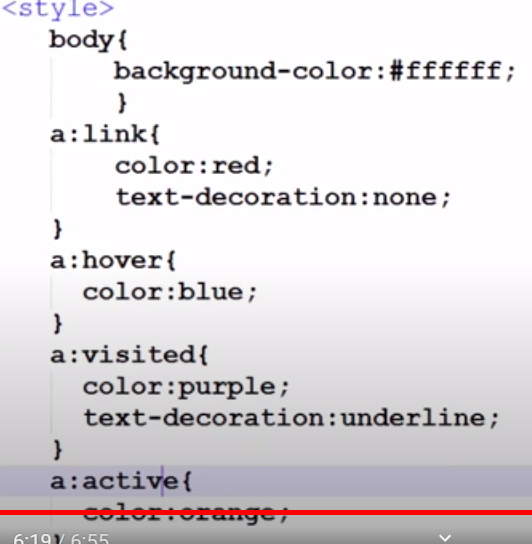 <style>
body{
background-color:#ffffff;
}
a:link{
color:red;
text-decoration:none;
}
a:hover{
color:blue;
}
a:visited{
color:purple;
text-decoration:underline;
}
a:active{
color:orange;
}
6:19 / 6:55